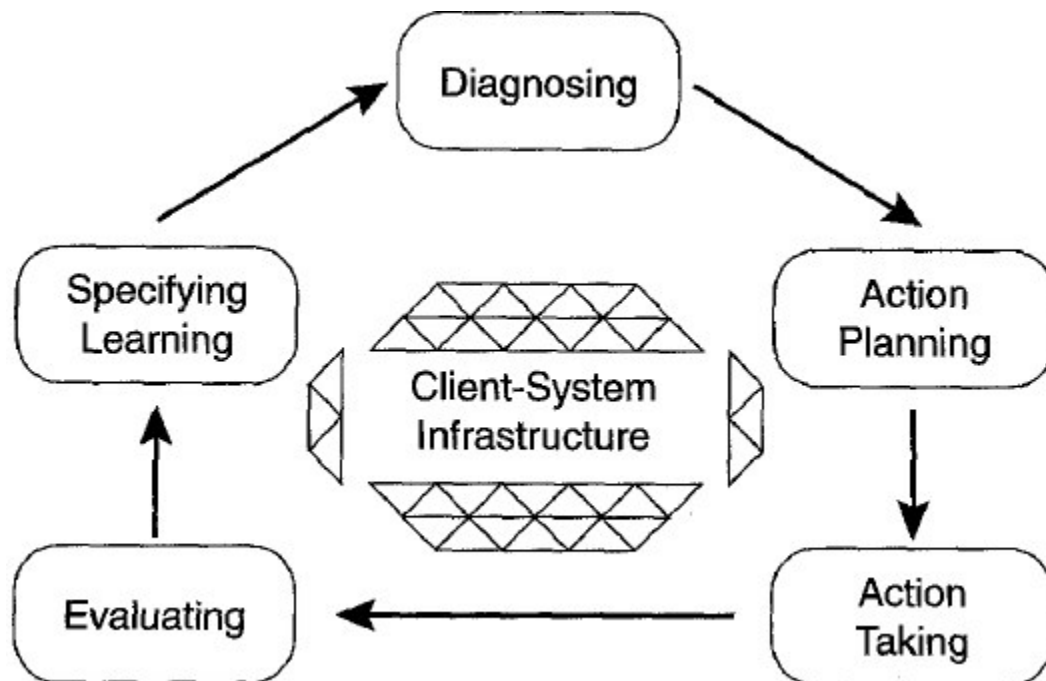 Diagnosing
Specifying
Learning
Action
Planning
Client-System
Infrastructure
Evaluating
Action
Taking